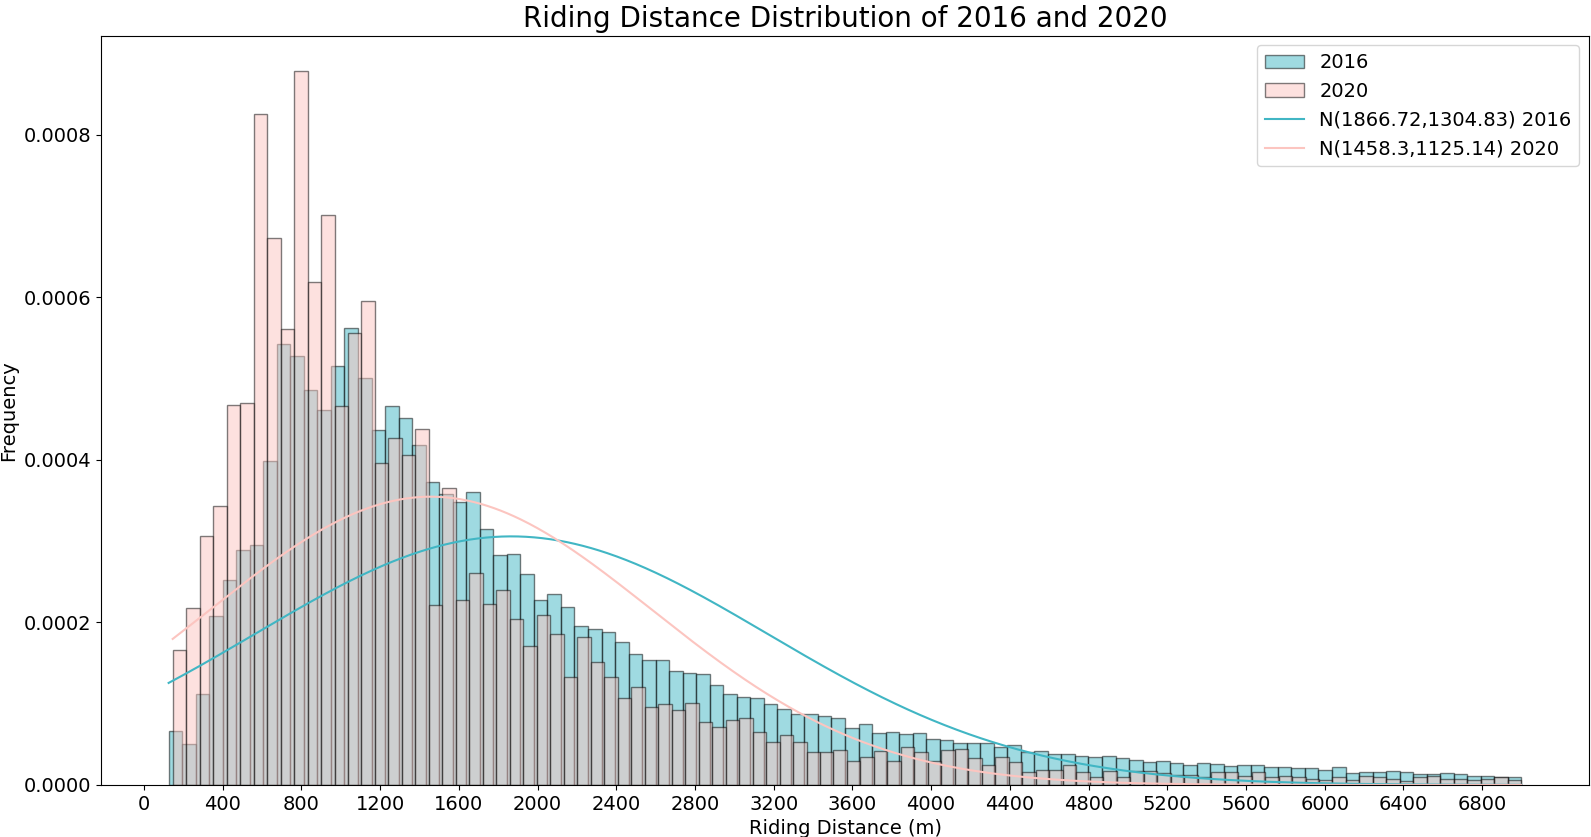 Riding Distance Distribution of 2016 and 2020
2016
2020
N(1866.72,1304.83) 2016
N(1458.3,1125.14) 2020
Frequency
0.0008
0.0006
0.0004
0.0002
0.0000
0 400 800 1200 1600 2000 2400 2800 3200 3600 4000 4400 4800 5200 5600 6000 6400 6800
Riding Distance (m)